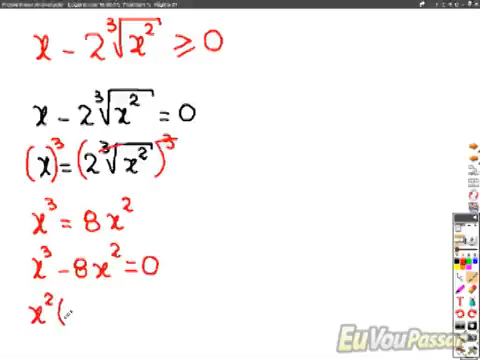 x - 2∛x² ≥ 0
x - 2∛x² = 0
(x)³ = (2∛x²)³
x³ = 8x²
x³ - 8x² = 0
x² (
EuVouPassar